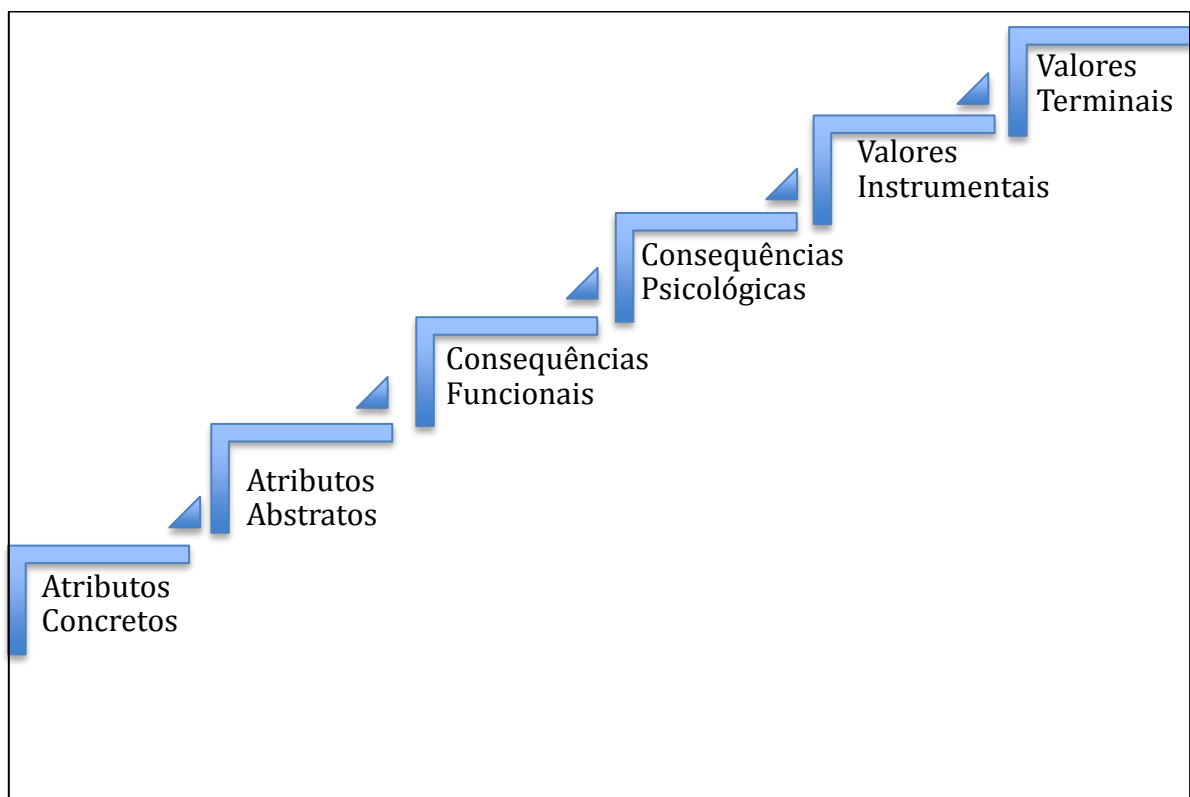 Valores
Terminais
Valores
Instrumentais
Consequências
Psicológicas
Consequências
Funcionais
Atributos
Abstratos
Atributos
Concretos